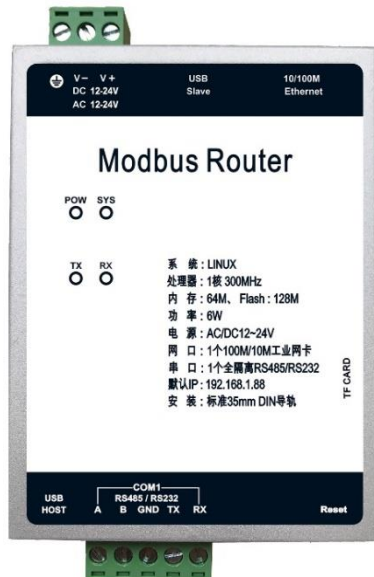 V− V+
DC 12-24V
AC 12-24V
USB
Slave
10/100M
Ethernet
Modbus Router
POW SYS
TX RX
系 统 : LINUX
处理器 : 1核 300MHz
内 存 : 64M、 Flash : 128M
功 率 : 6W
电 源 : AC/DC12~24V
网 口 : 1个100M/10M工业网卡
串 口 : 1个全隔离RS485/RS232
默认IP : 192.168.1.88
安 装 : 标准35mm DIN导轨
TF CARD
USB
HOST
COM1
RS485 / RS232
A B GND TX RX
Reset